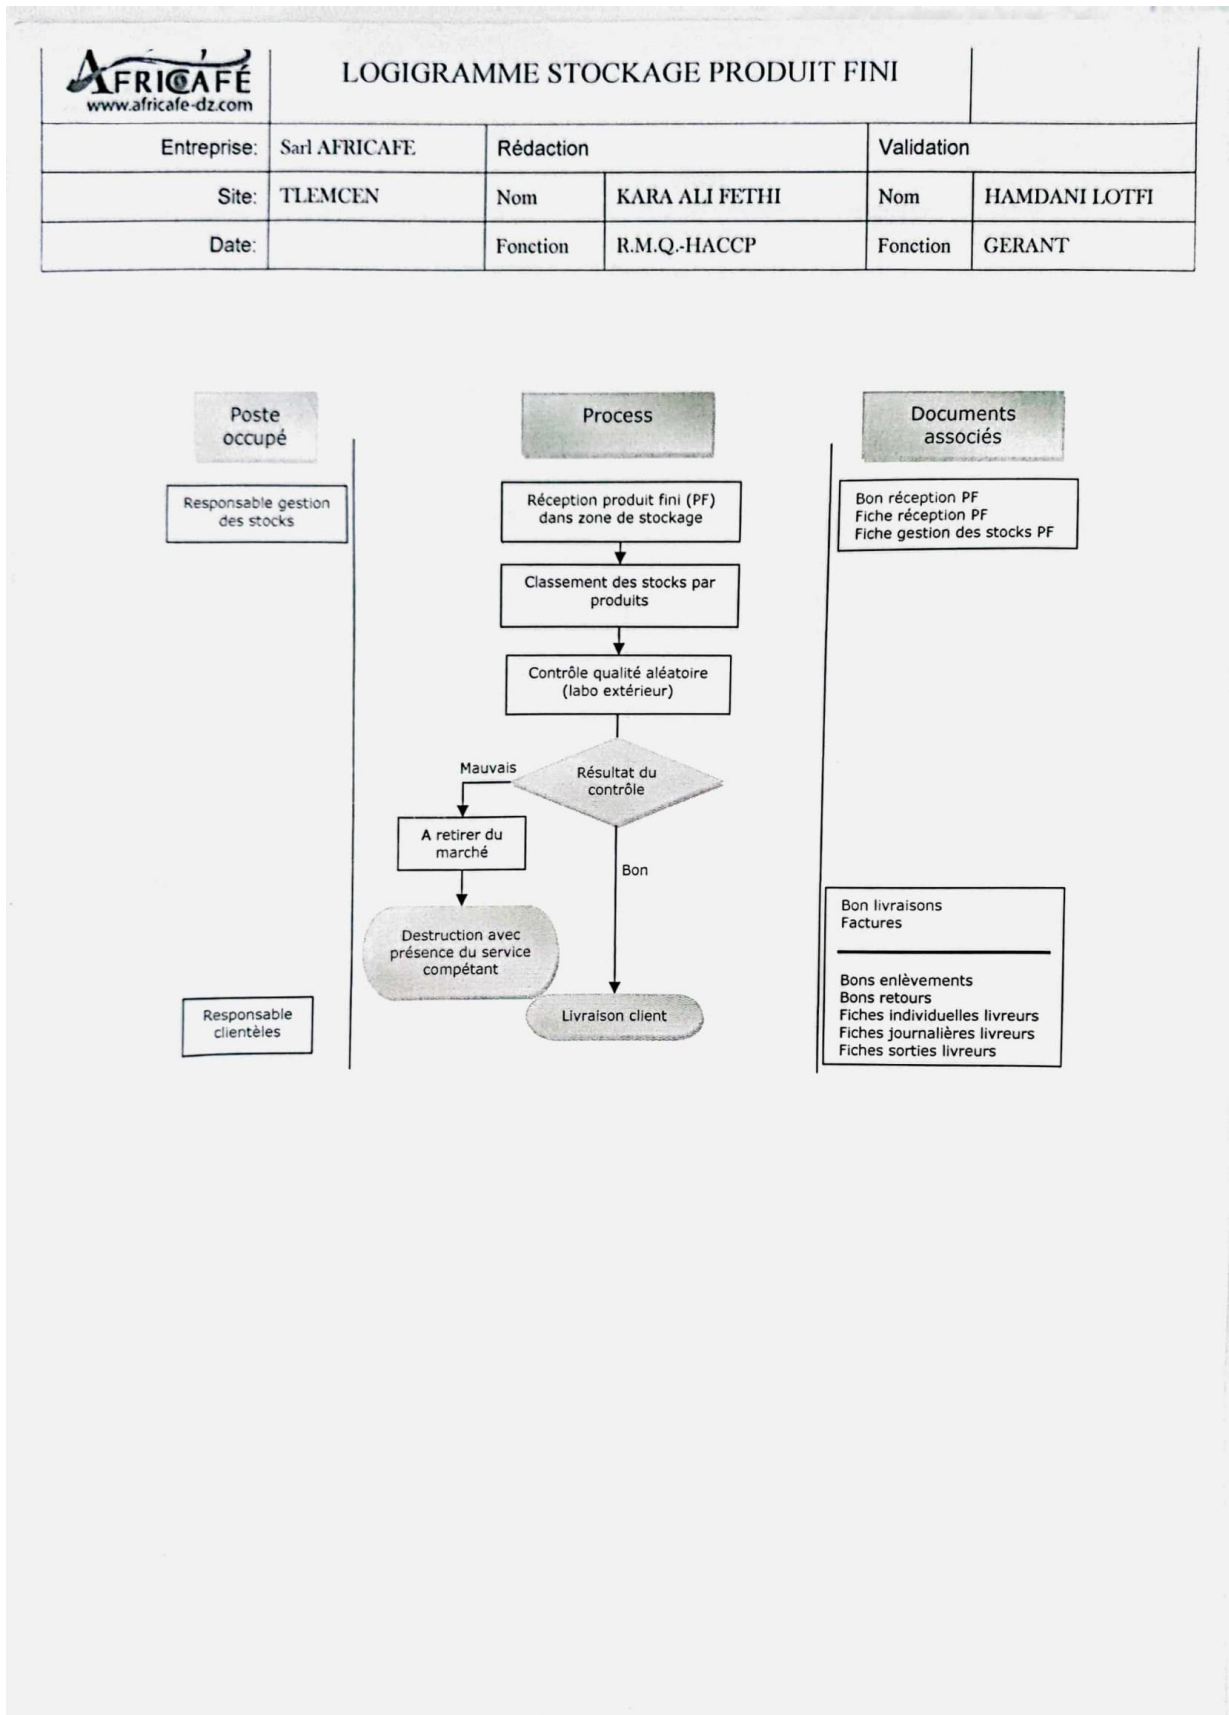 AFRICAFÉ
www.africafe-dz.com
LOGIGRAMME STOCKAGE PRODUIT FINI
Entreprise: Sarl AFRICAFE Rédaction Validation
Site: TLEMCEN Nom KARA ALI FETHI Nom HAMDANI LOTFI
Date: Fonction R.M.Q.-HACCP Fonction GERANT
Poste
occupé
Process
Documents
associés
Responsable gestion
des stocks
Réception produit fini (PF)
dans zone de stockage
Bon réception PF
Fiche réception PF
Fiche gestion des stocks PF
Classement des stocks par
produits
Contrôle qualité aléatoire
(labo extérieur)
Mauvais
Résultat du
contrôle
A retirer du
marché
Bon
Destruction avec
présence du service
compétant
Bon livraisons
Factures
Bons enlèvements
Bons retours
Fiches individuelles livreurs
Fiches journalières livreurs
Fiches sorties livreurs
Responsable
clientèles
Livraison client